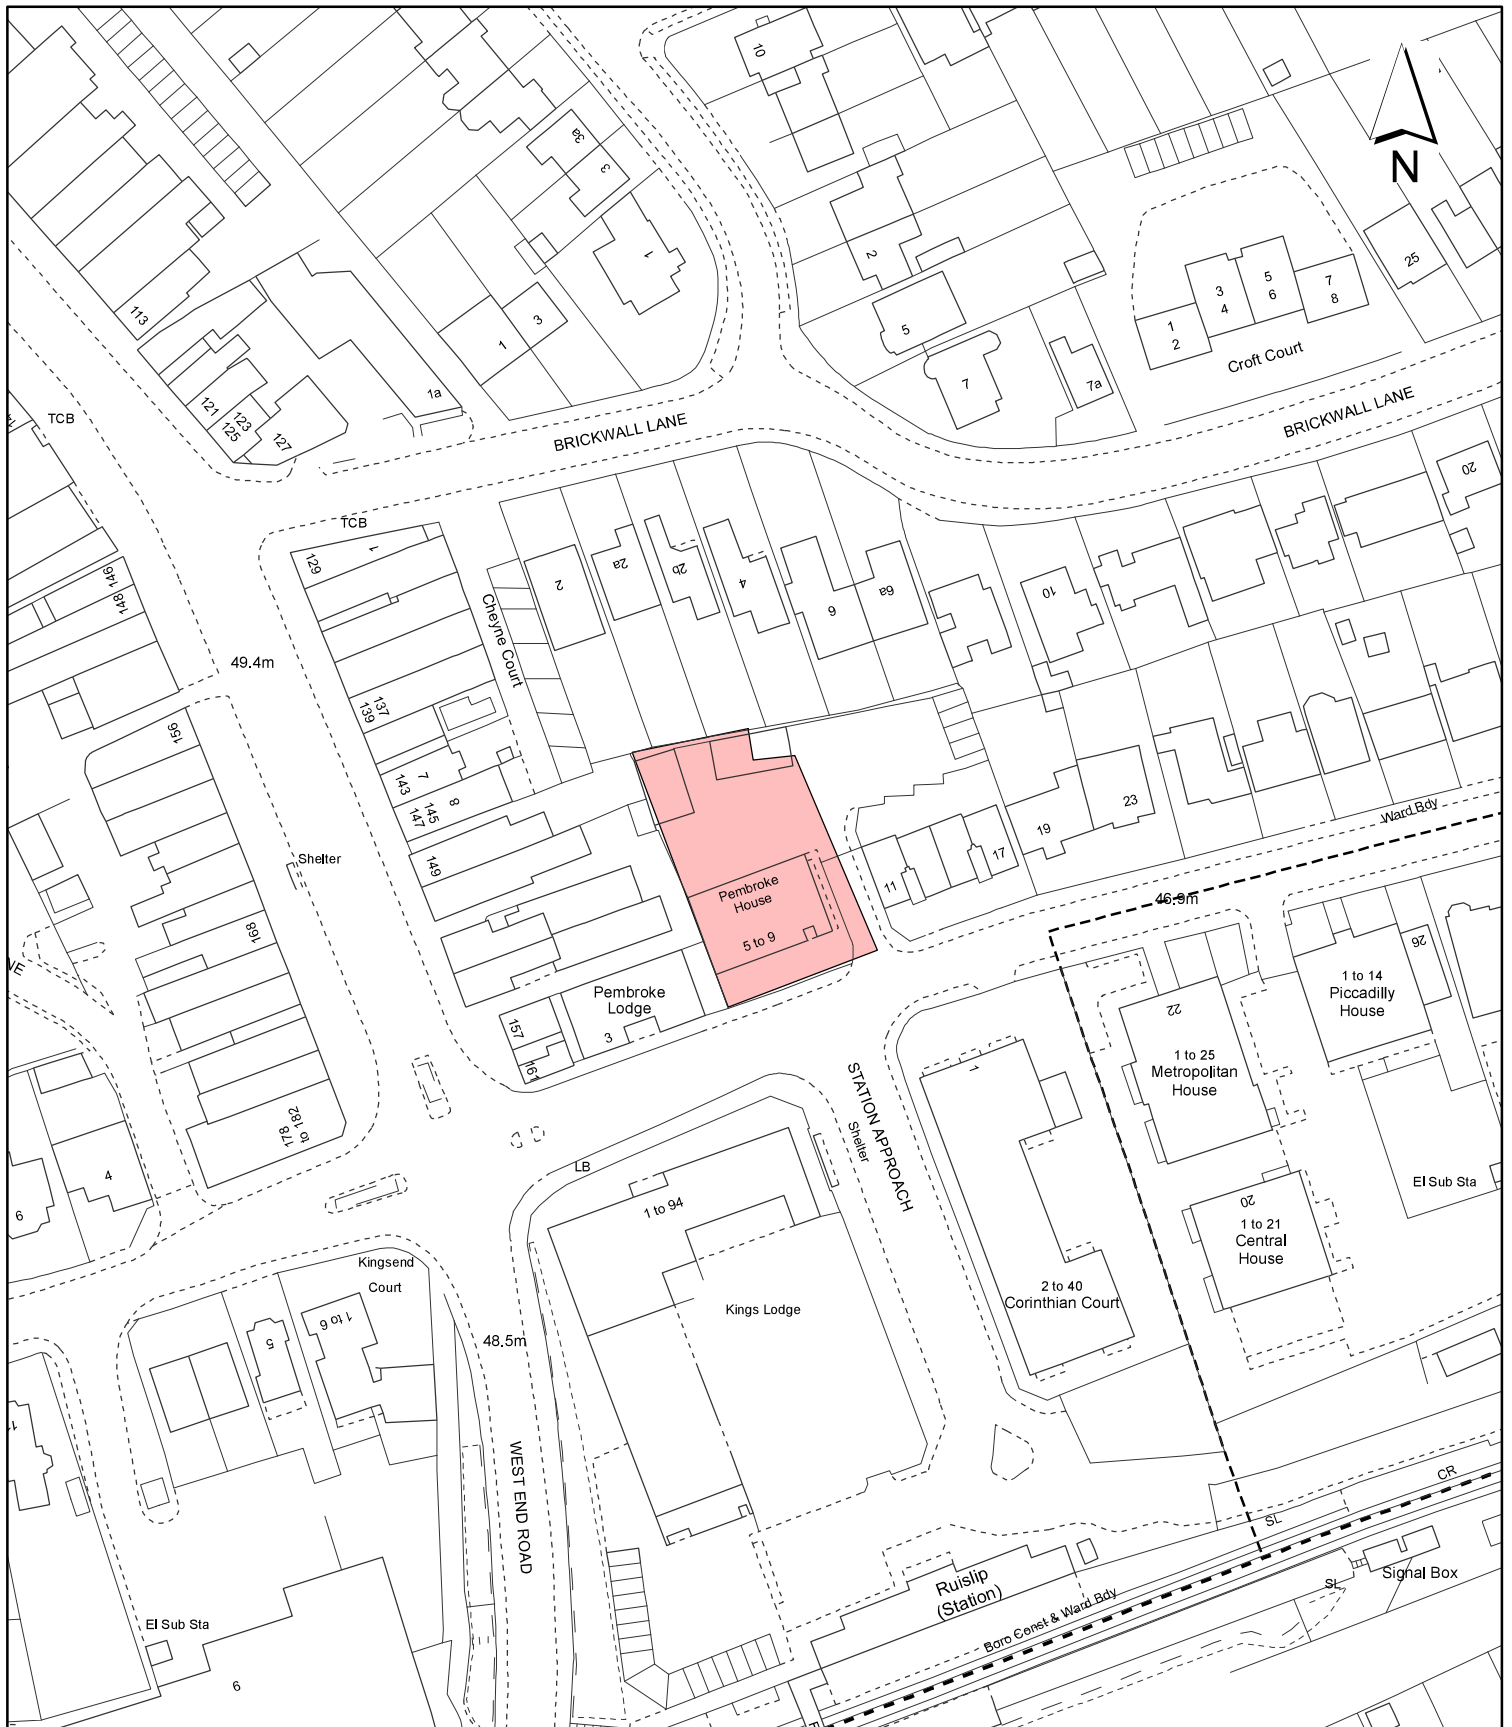 10
N
3a
3
1
2
25
113
3
1
5
7
7a
1
2
3
4
5
6
7
8
Croft Court
1a
TCB
121
123
125
127
BRICKWALL LANE
BRICKWALL LANE
20
TCB
129
1
146
148
Cheyne Court
2
2a
2b
4
6
6a
10
49.4m
137
139
156
143
7
145
147
8
149
Shelter
168
Pembroke
House
5 to 9
11
17
19
23
Ward Bdy
46.9m
Pembroke
Lodge
3
157
161
22
1 to 25
Metropolitan
House
1 to 14
Piccadilly
House
26
STATION APPROACH
Shelter
1
178
to 182
4
6
LB
1 to 94
El Sub Sta
20
1 to 21
Central
House
Kingsend
Court
1 to 6
5
Kings Lodge
2 to 40
Corinthian Court
48.5m
WEST END ROAD
CR
SL
Ruislip
(Station)
Boro Const & Ward Bdy
SL
Signal Box
El Sub Sta
6